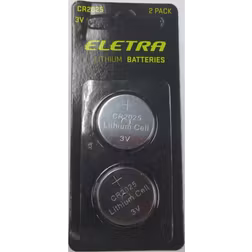 CR2025
2 PACK
3V
ELETRA
LITHIUM BATTERIES
+
CR2025
Lithium Cell
3V
+
CR2025
Lithium Cell
3V